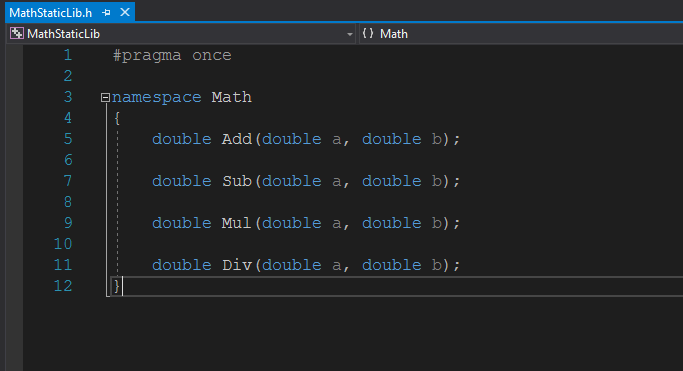 MathStaticLib.h
MathStaticLib
{ } Math
1 #pragma once
2
3 namespace Math
4 {
5 double Add(double a, double b);
6
7 double Sub(double a, double b);
8
9 double Mul(double a, double b);
10
11 double Div(double a, double b);
12 }